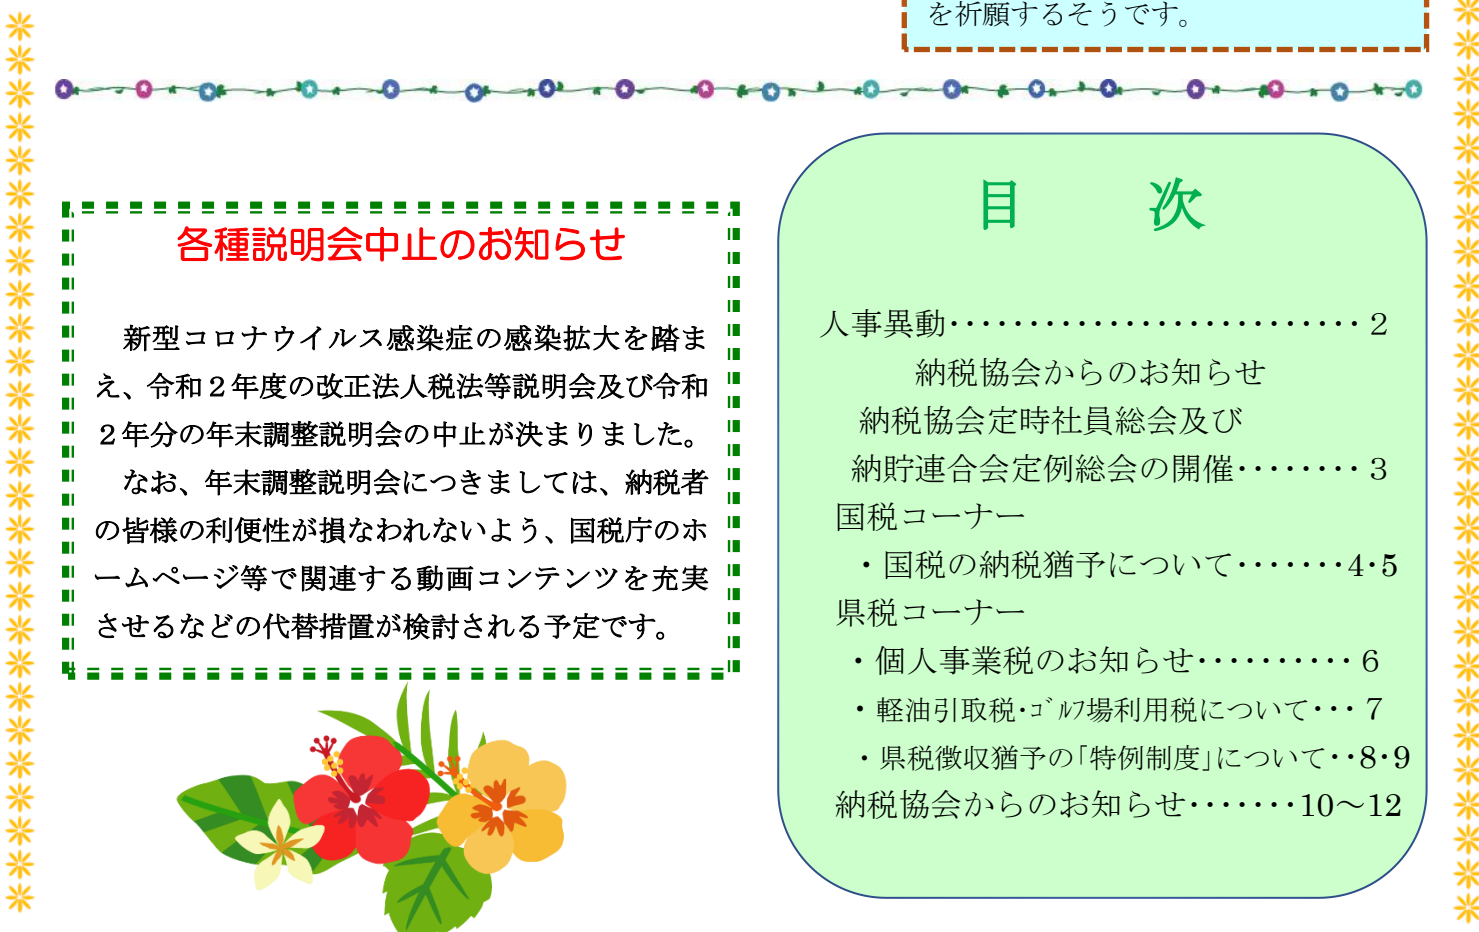 を祈願するそうです。
各種説明会中止のお知らせ
新型コロナウイルス感染症の感染拡大を踏ま
え、令和２年度の改正法人税法等説明会及び令和
２年分の年末調整説明会の中止が決まりました。
なお、年末調整説明会につきましては、納税者
の皆様の利便性が損なわれないよう、国税庁のホ
ームページ等で関連する動画コンテンツを充実
させるなどの代替措置が検討される予定です。
目　　次
人事異動・・・・・・・・・・・・・・・・・・・・・・・・・・２
納税協会からのお知らせ
納税協会定時社員総会及び
納貯連合会定例総会の開催・・・・・・・・３
国税コーナー
・国税の納税猶予について・・・・・・・4・5
県税コーナー
・個人事業税のお知らせ・・・・・・・・・・６
・軽油引取税・ｺﾞﾙﾌ場利用税について・・・７
・県税徴収猶予の｢特例制度｣について・・8・9
納税協会からのお知らせ・・・・・・・10～12